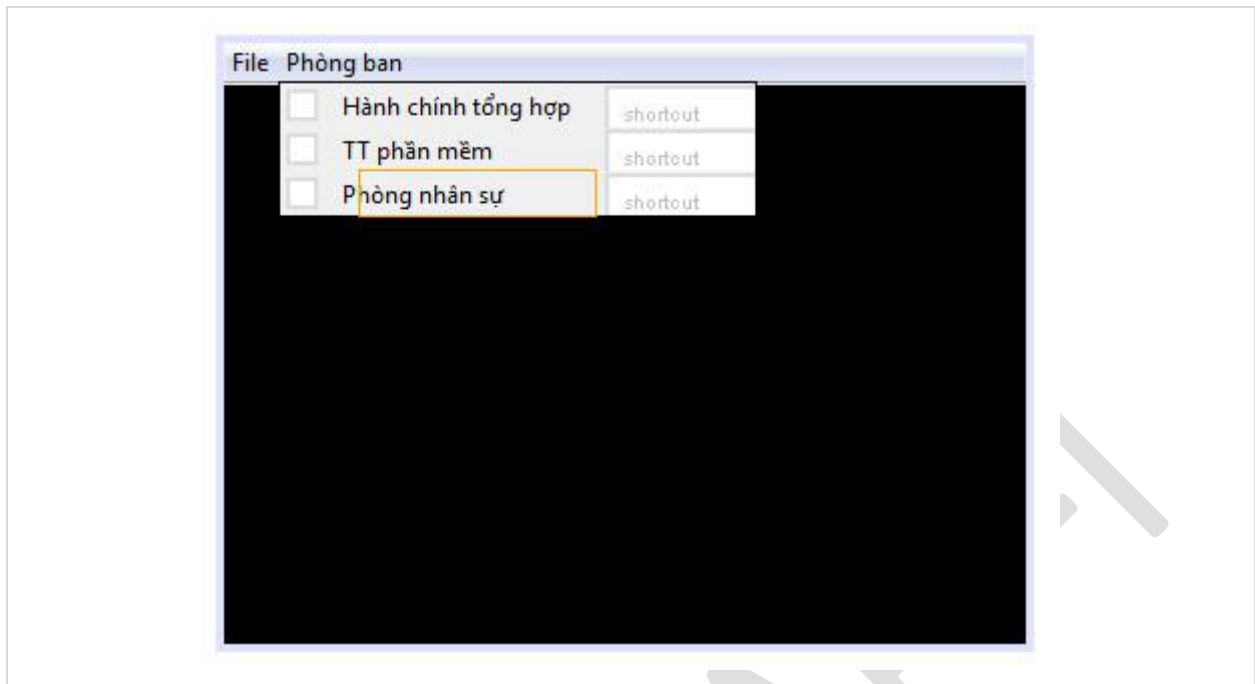 File Phòng ban
Hành chính tổng hợp shortcut
TT phần mềm shortcut
Phòng nhân sự shortcut